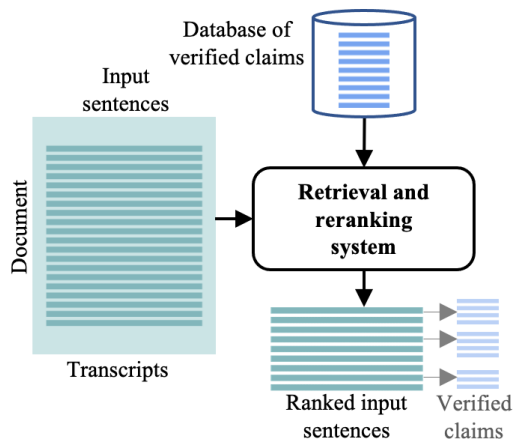 Database of
verified claims
Input
sentences
Document
Retrieval and
reranking
system
Transcripts
Ranked input
sentences
Verified
claims